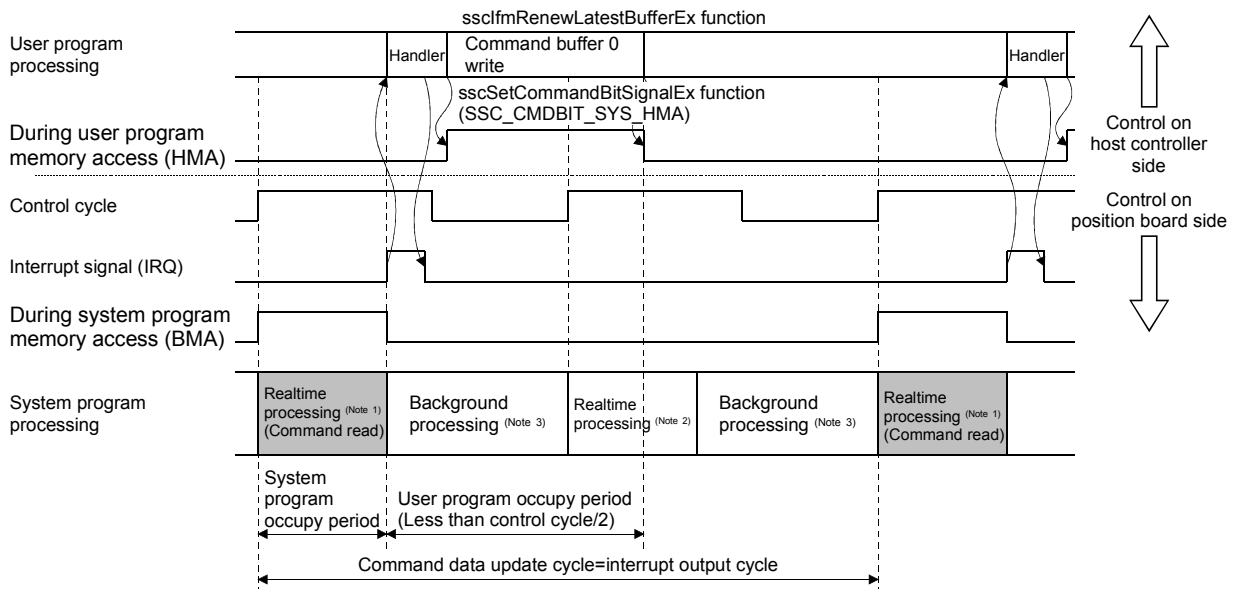 sscIfmRenewLatestBufferEx function
User program
processing
Handler
Command buffer 0
write
Handler
sscSetCommandBitSignalEx function
(SSC_CMDBIT_SYS_HMA)
During user program
memory access (HMA)
Control on
host controller
side
Control cycle
Control on
position board side
Interrupt signal (IRQ)
During system program
memory access (BMA)
System program
processing
Realtime
processing (Note 1)
(Command read)
Background
processing (Note 3)
Realtime
processing (Note 2)
Background
processing (Note 3)
Realtime
processing (Note 1)
(Command read)
System
program
occupy period
User program occupy period
(Less than control cycle/2)
Command data update cycle=interrupt output cycle